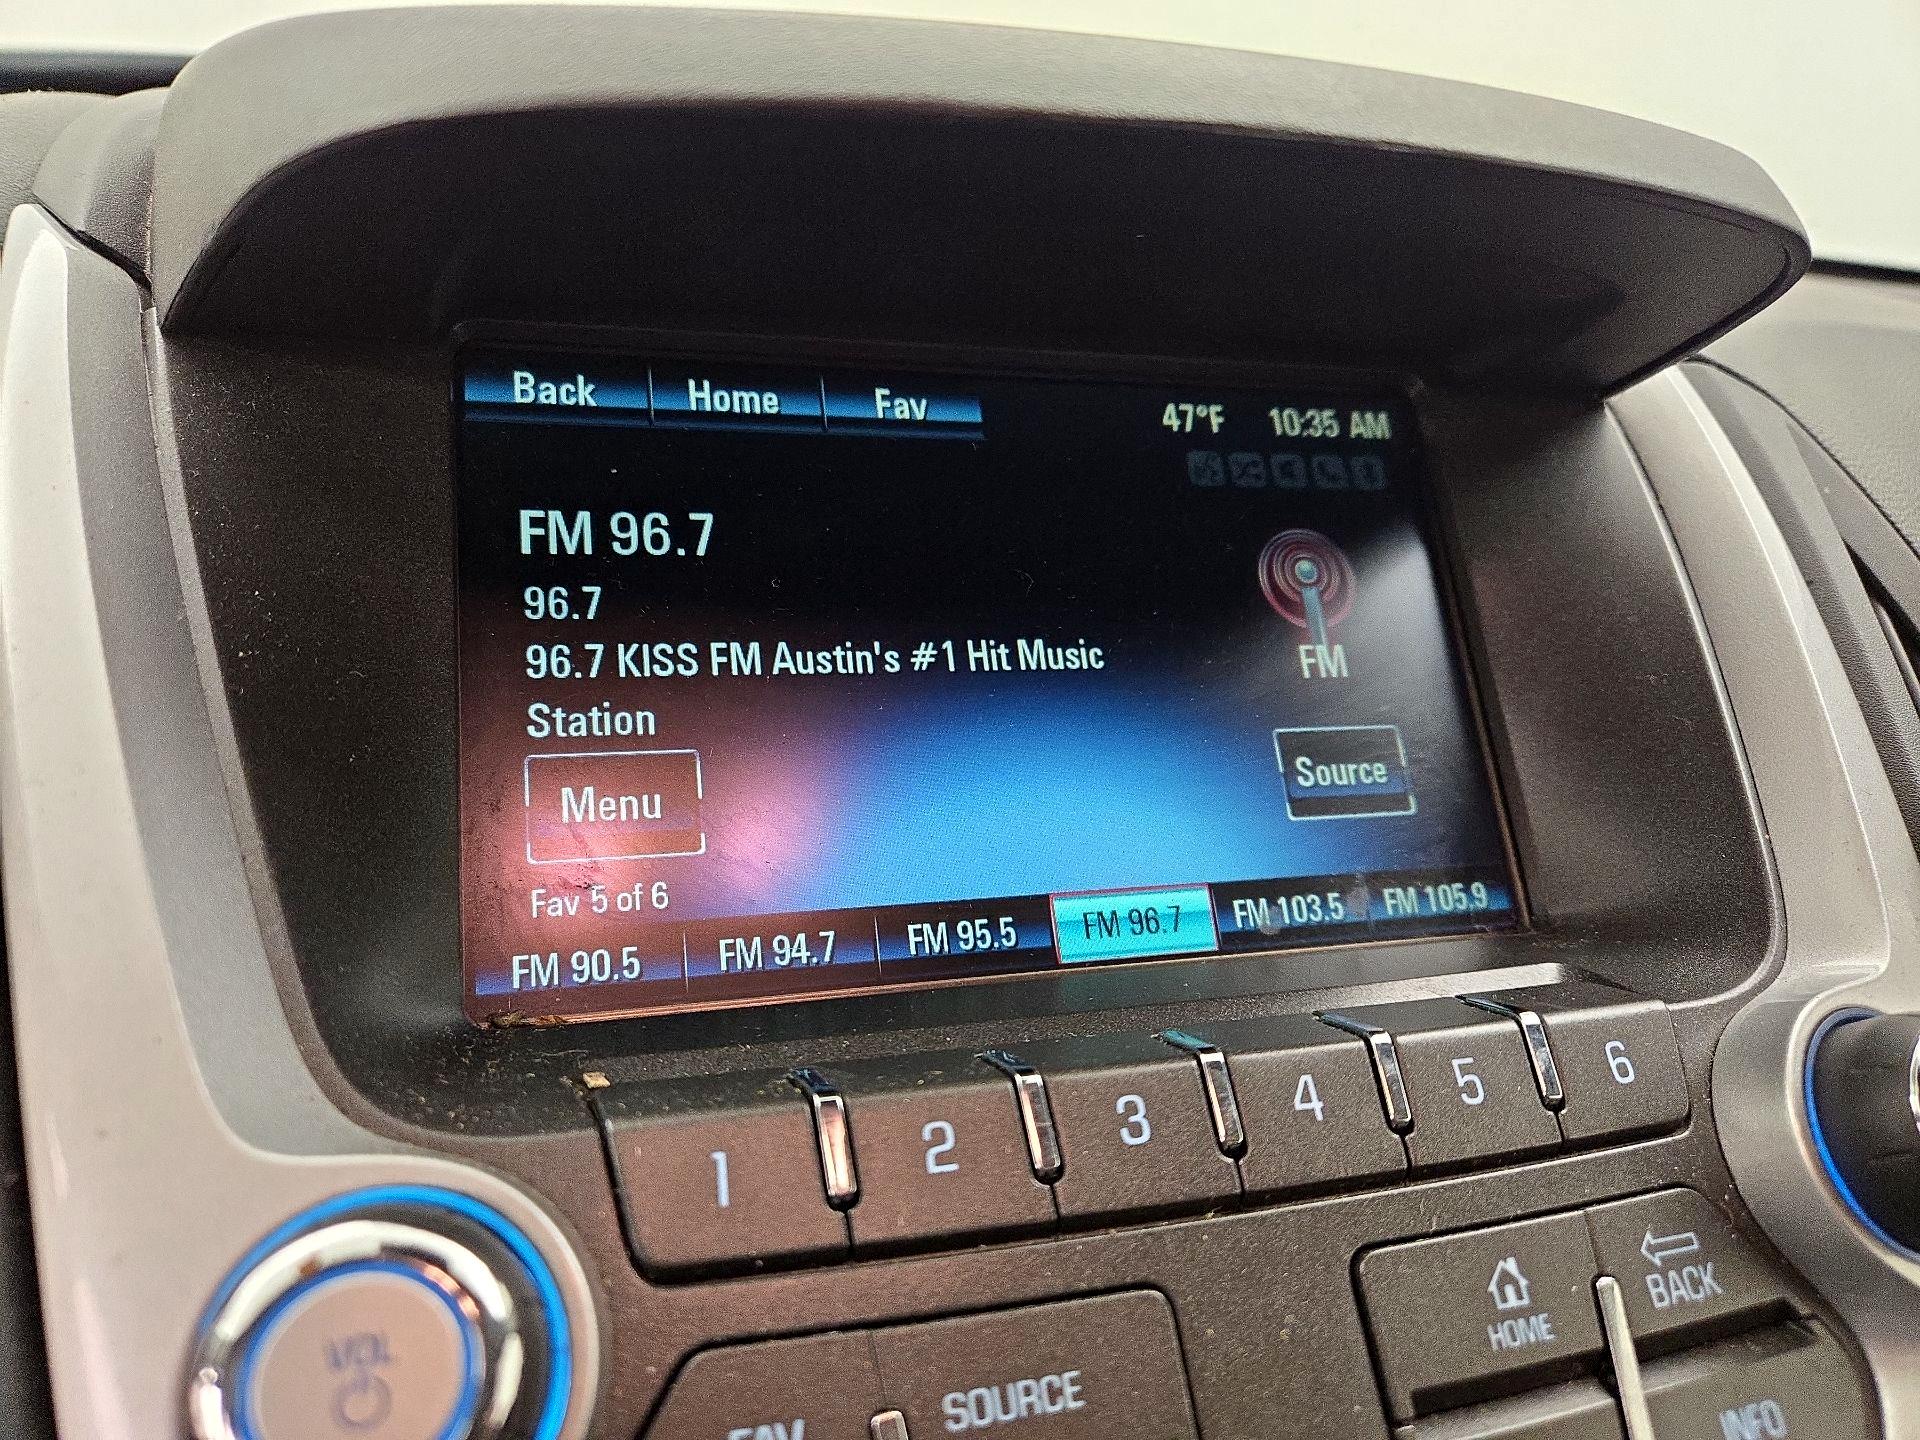 Back Home Fav 47°F 10:35 AM
FM 96.7
96.7
96.7 KISS FM Austin's #1 Hit Music
Station
FM
Menu
Source
Fav 5 of 6
FM 90.5 FM 94.7 FM 95.5 FM 96.7 FM 103.5 FM 105.9
1 2 3 4 5 6
HOME
BACK
FAV
SOURCE
INFO
VOL